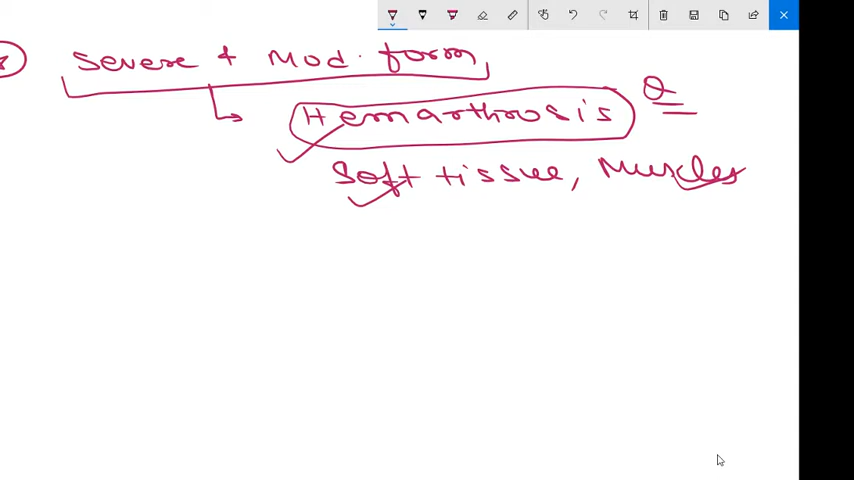 Severe + Mod. form
Hemarthrosis Q
Soft tissue, Muscles